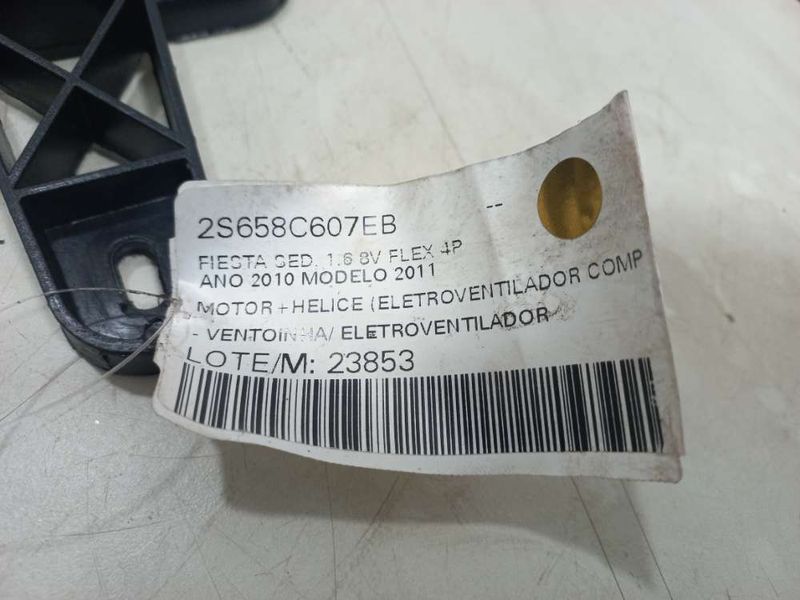 --
2S658C607EB
FIESTA SED. 1.6 8V FLEX 4P
ANO 2010 MODELO 2011
MOTOR + HELICE (ELETROVENTILADOR COMP
- VENTOINHA/ ELETROVENTILADOR
LOTE/M: 23853